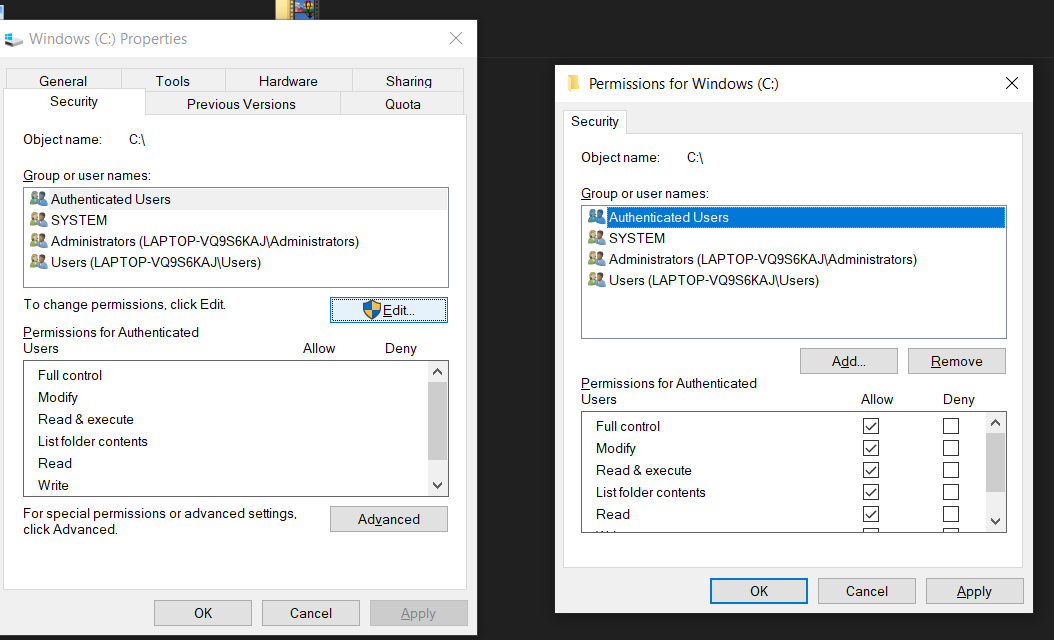 Windows (C:) Properties
General Tools Hardware Sharing
Security Previous Versions Quota
Object name: C:\
Group or user names:
Authenticated Users
SYSTEM
Administrators (LAPTOP-VQ9S6KAJ\Administrators)
Users (LAPTOP-VQ9S6KAJ\Users)
To change permissions, click Edit.
Edit...
Permissions for Authenticated
Users Allow Deny
Full control
Modify
Read & execute
List folder contents
Read
Write
For special permissions or advanced settings,
click Advanced.
Advanced
OK Cancel Apply
Permissions for Windows (C:)
Security
Object name: C:\
Group or user names:
Authenticated Users
SYSTEM
Administrators (LAPTOP-VQ9S6KAJ\Administrators)
Users (LAPTOP-VQ9S6KAJ\Users)
Add... Remove
Permissions for Authenticated
Users Allow Deny
Full control
Modify
Read & execute
List folder contents
Read
OK Cancel Apply